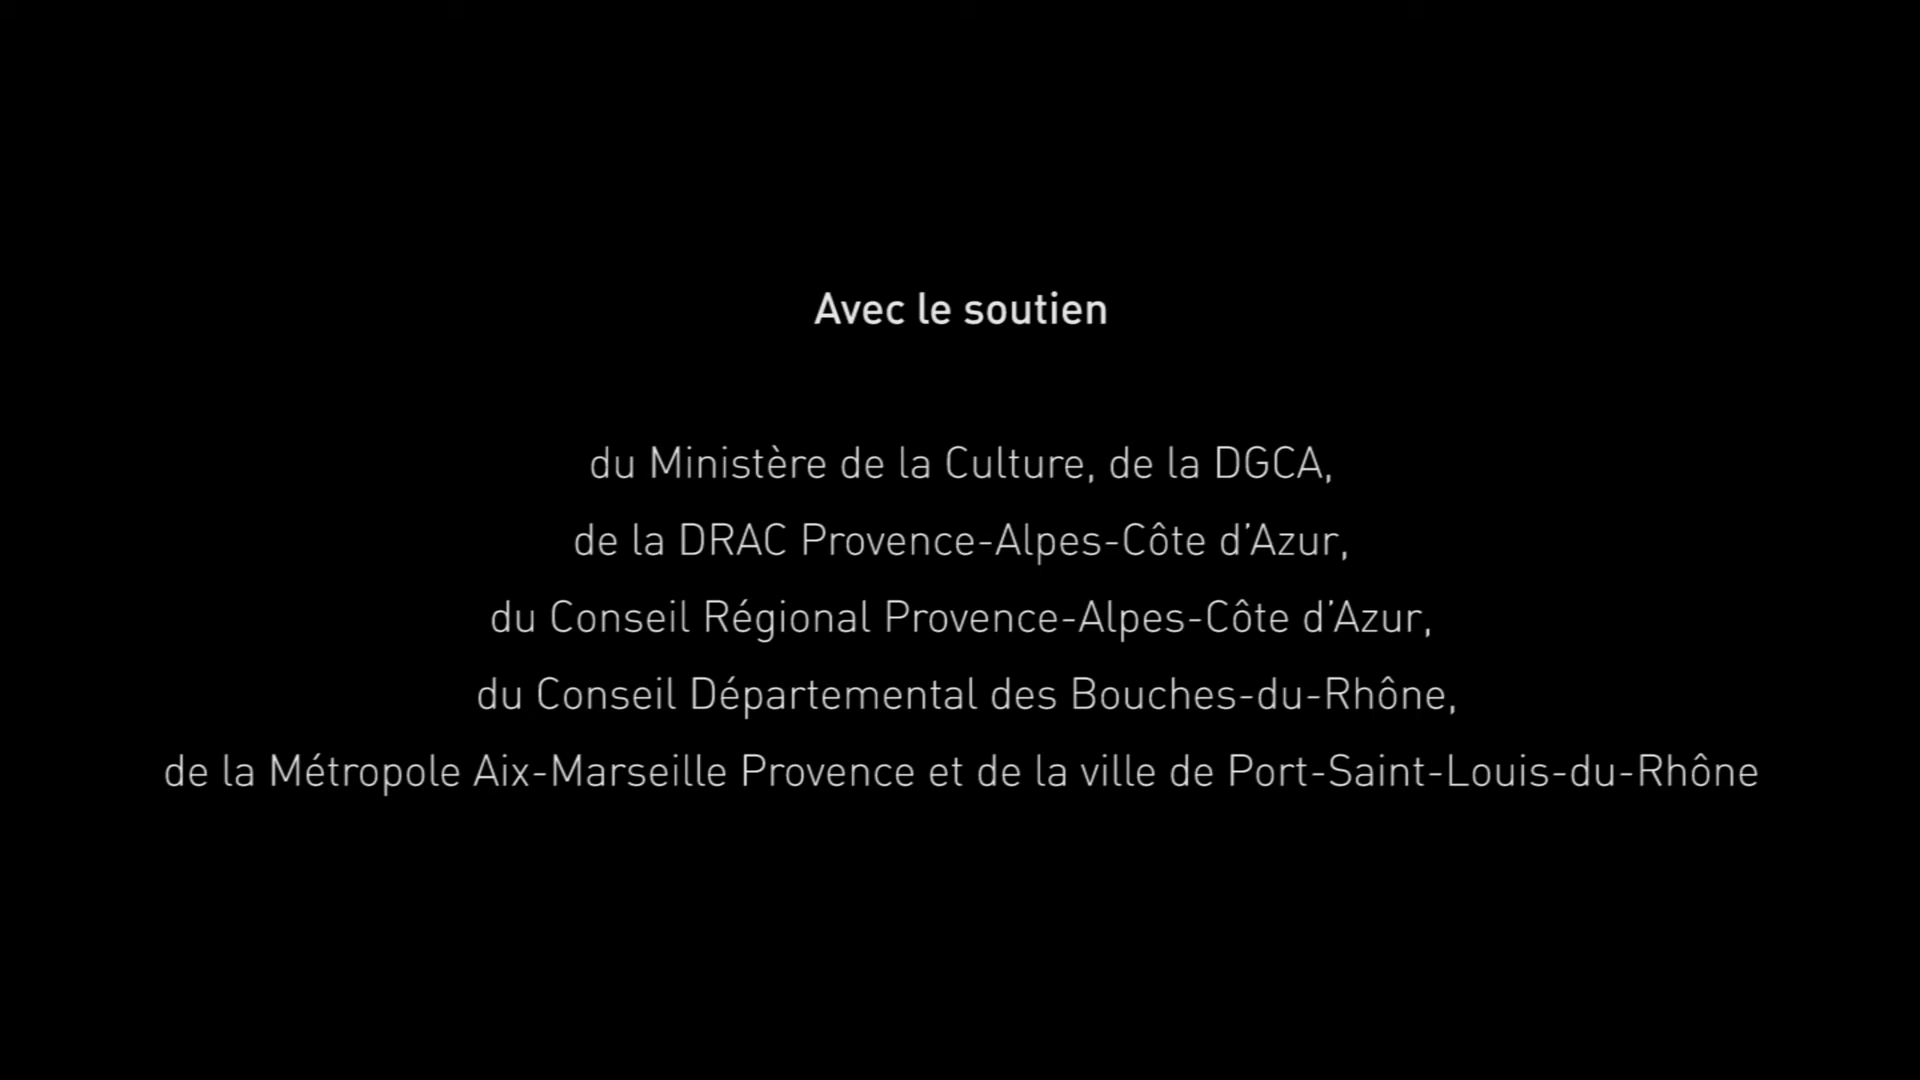 Avec le soutien
du Ministère de la Culture, de la DGCA,
de la DRAC Provence-Alpes-Côte d’Azur,
du Conseil Régional Provence-Alpes-Côte d’Azur,
du Conseil Départemental des Bouches-du-Rhône,
de la Métropole Aix-Marseille Provence et de la ville de Port-Saint-Louis-du-Rhône